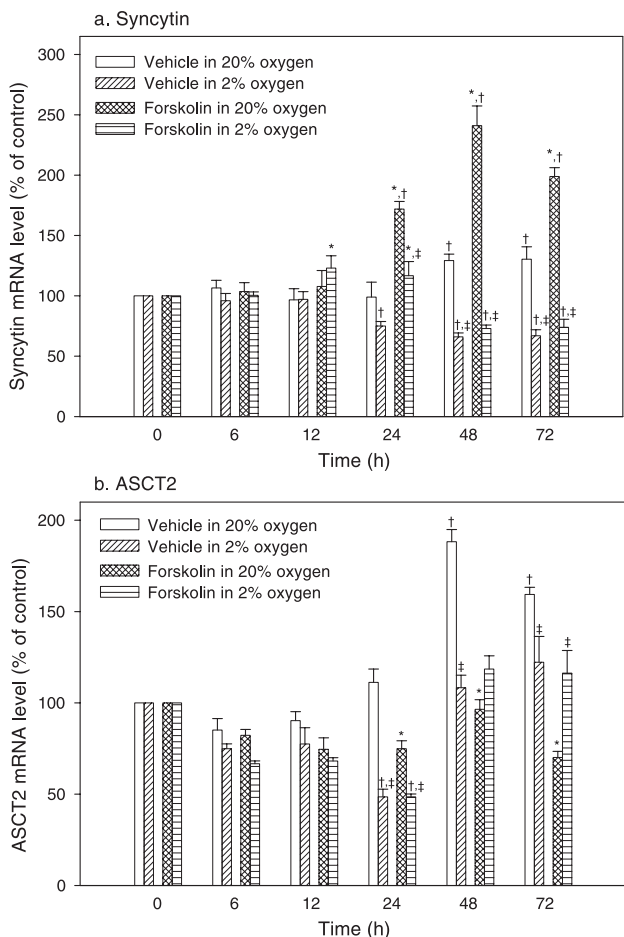 a. Syncytin
Syncytin mRNA level (% of control)
300
250
200
150
100
50
0
Vehicle in 20% oxygen
Vehicle in 2% oxygen
Forskolin in 20% oxygen
Forskolin in 2% oxygen
*
†
*,†
*,‡
†
†,‡
*,†
†,‡
†
†,‡
*,†
†,‡
0 6 12 24 48 72
Time (h)
b. ASCT2
ASCT2 mRNA level (% of control)
200
150
100
50
0
Vehicle in 20% oxygen
Vehicle in 2% oxygen
Forskolin in 20% oxygen
Forskolin in 2% oxygen
†,‡
*
†,‡
†
‡
*
†
‡
*
‡
0 6 12 24 48 72
Time (h)